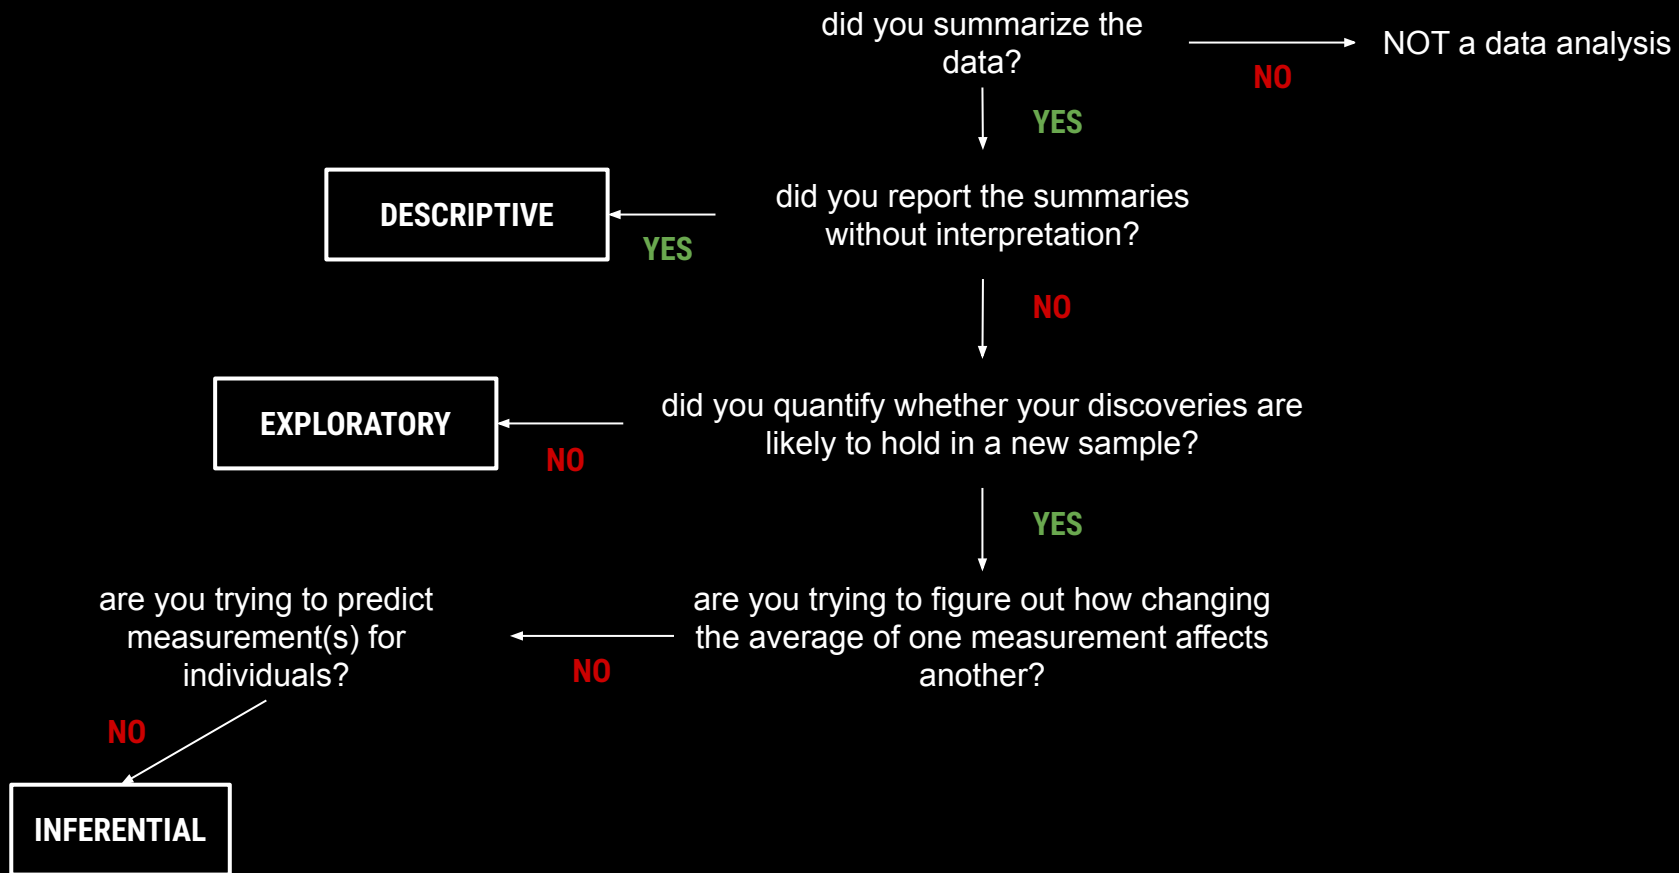 did you summarize the
data?
NOT a data analysis
NO
YES
did you report the summaries
without interpretation?
DESCRIPTIVE
YES
NO
did you quantify whether your discoveries are
likely to hold in a new sample?
EXPLORATORY
NO
YES
are you trying to figure out how changing
the average of one measurement affects
another?
NO
are you trying to predict
measurement(s) for
individuals?
NO
INFERENTIAL